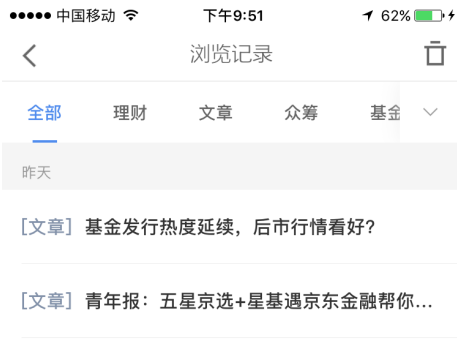 中国移动 下午9:51 62%
浏览记录
全部 理财 文章 众筹 基金
昨天
[文章] 基金发行热度延续，后市行情看好?
[文章] 青年报：五星京选+星基遇京东金融帮你...